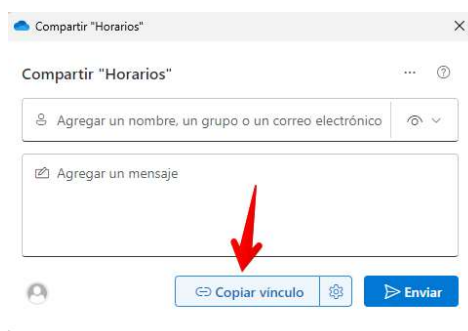 Compartir "Horarios"
Compartir "Horarios"
Agregar un nombre, un grupo o un correo electrónico
Agregar un mensaje
Copiar vínculo
Enviar